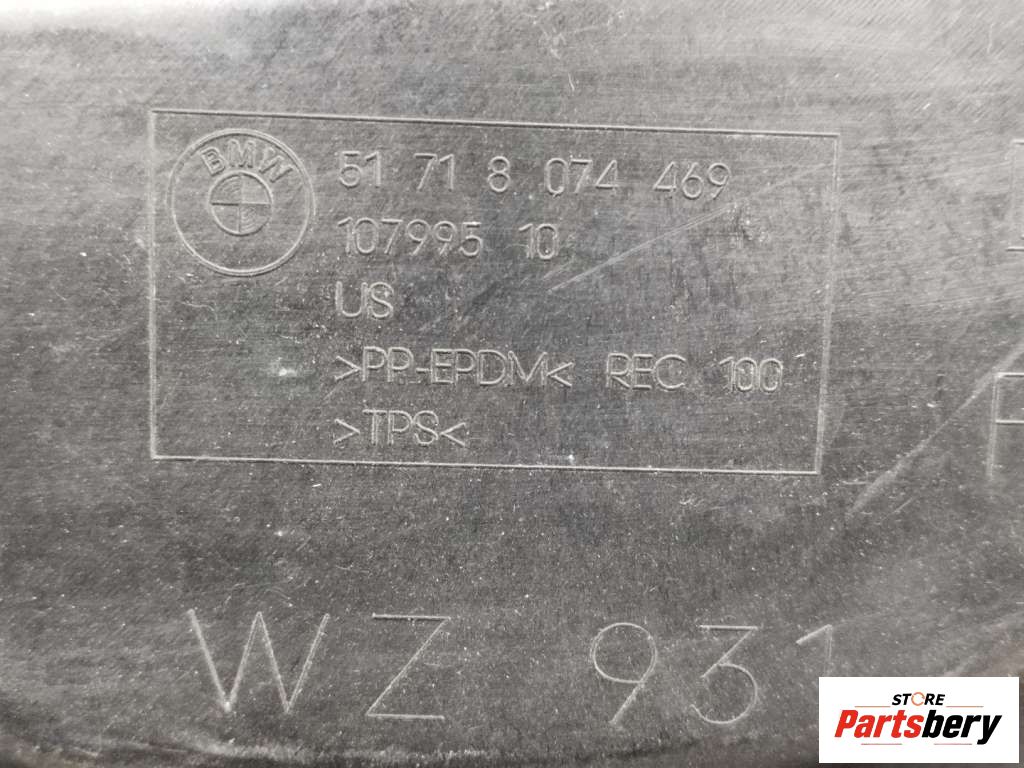 BMW
51 71 8 074 469
107995 10
US
>PP-EPDM< REC 100
>TPS<
WZ 931
STORE
Partsbery